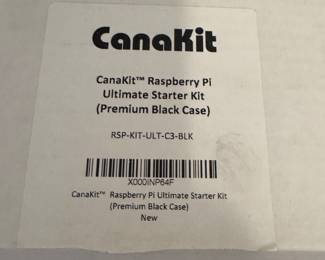 CanaKit
CanaKit™ Raspberry Pi
Ultimate Starter Kit
(Premium Black Case)
RSP-KIT-ULT-C3-BLK
X000INP64F
CanaKit™ Raspberry Pi Ultimate Starter Kit
(Premium Black Case)
New